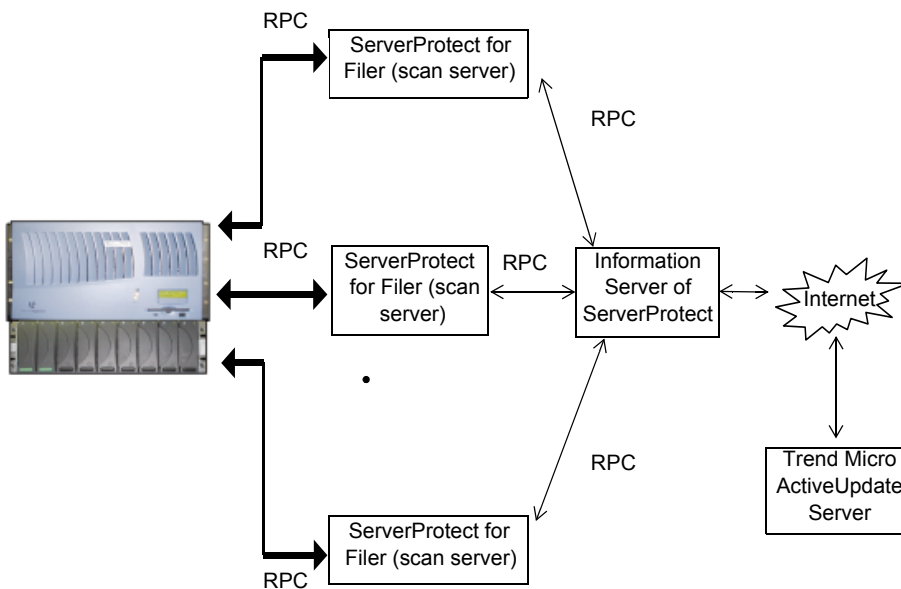 RPC
ServerProtect for
Filer (scan server)
RPC
RPC
ServerProtect
for Filer (scan
server)
RPC
Information
Server of
ServerProtect
Internet
RPC
Trend Micro
ActiveUpdate
Server
ServerProtect for
Filer (scan server)
RPC